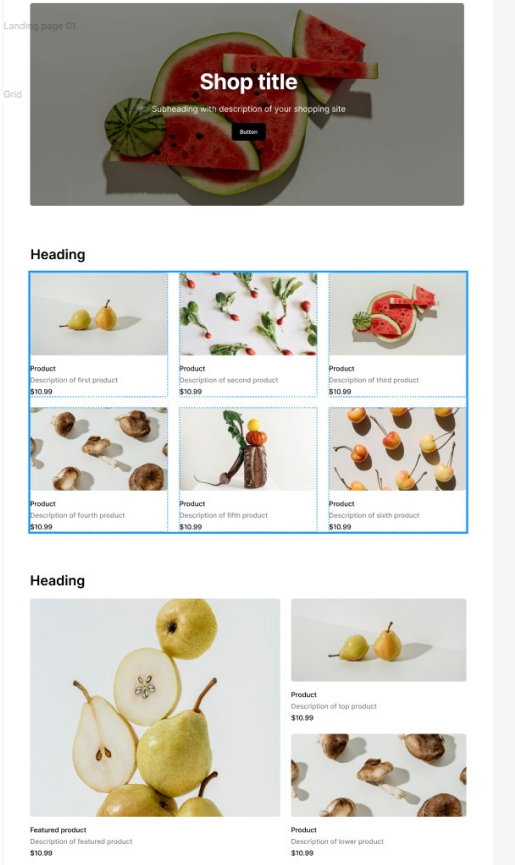 Landing page 01
Shop title
Subheading with description of your shopping site
Grid
Button
Heading
Product
Description of first product
$10.99
Product
Description of second product
$10.99
Product
Description of third product
$10.99
Product
Description of fourth product
$10.99
Product
Description of fifth product
$10.99
Product
Description of sixth product
$10.99
Heading
Featured product
Description of featured product
$10.99
Product
Description of top product
$10.99
Product
Description of lower product
$10.99